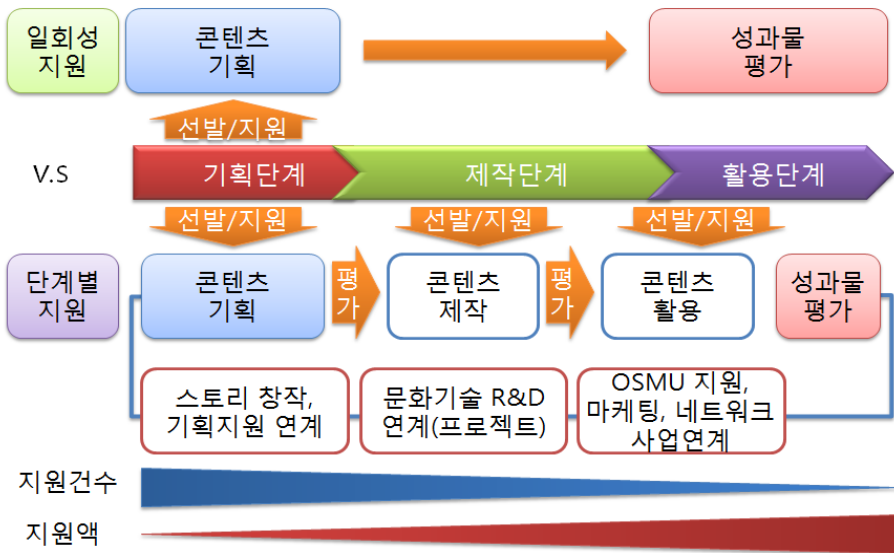 일회성
지원
콘텐츠
기획
성과물
평가
선발/지원
V.S
기획단계
제작단계
활용단계
선발/지원
선발/지원
선발/지원
단계별
지원
콘텐츠
기획
평
가
콘텐츠
제작
평
가
콘텐츠
활용
성과물
평가
스토리 창작,
기획지원 연계
문화기술 R&D
연계(프로젝트)
OSMU 지원,
마케팅, 네트워크
사업연계
지원건수
지원액